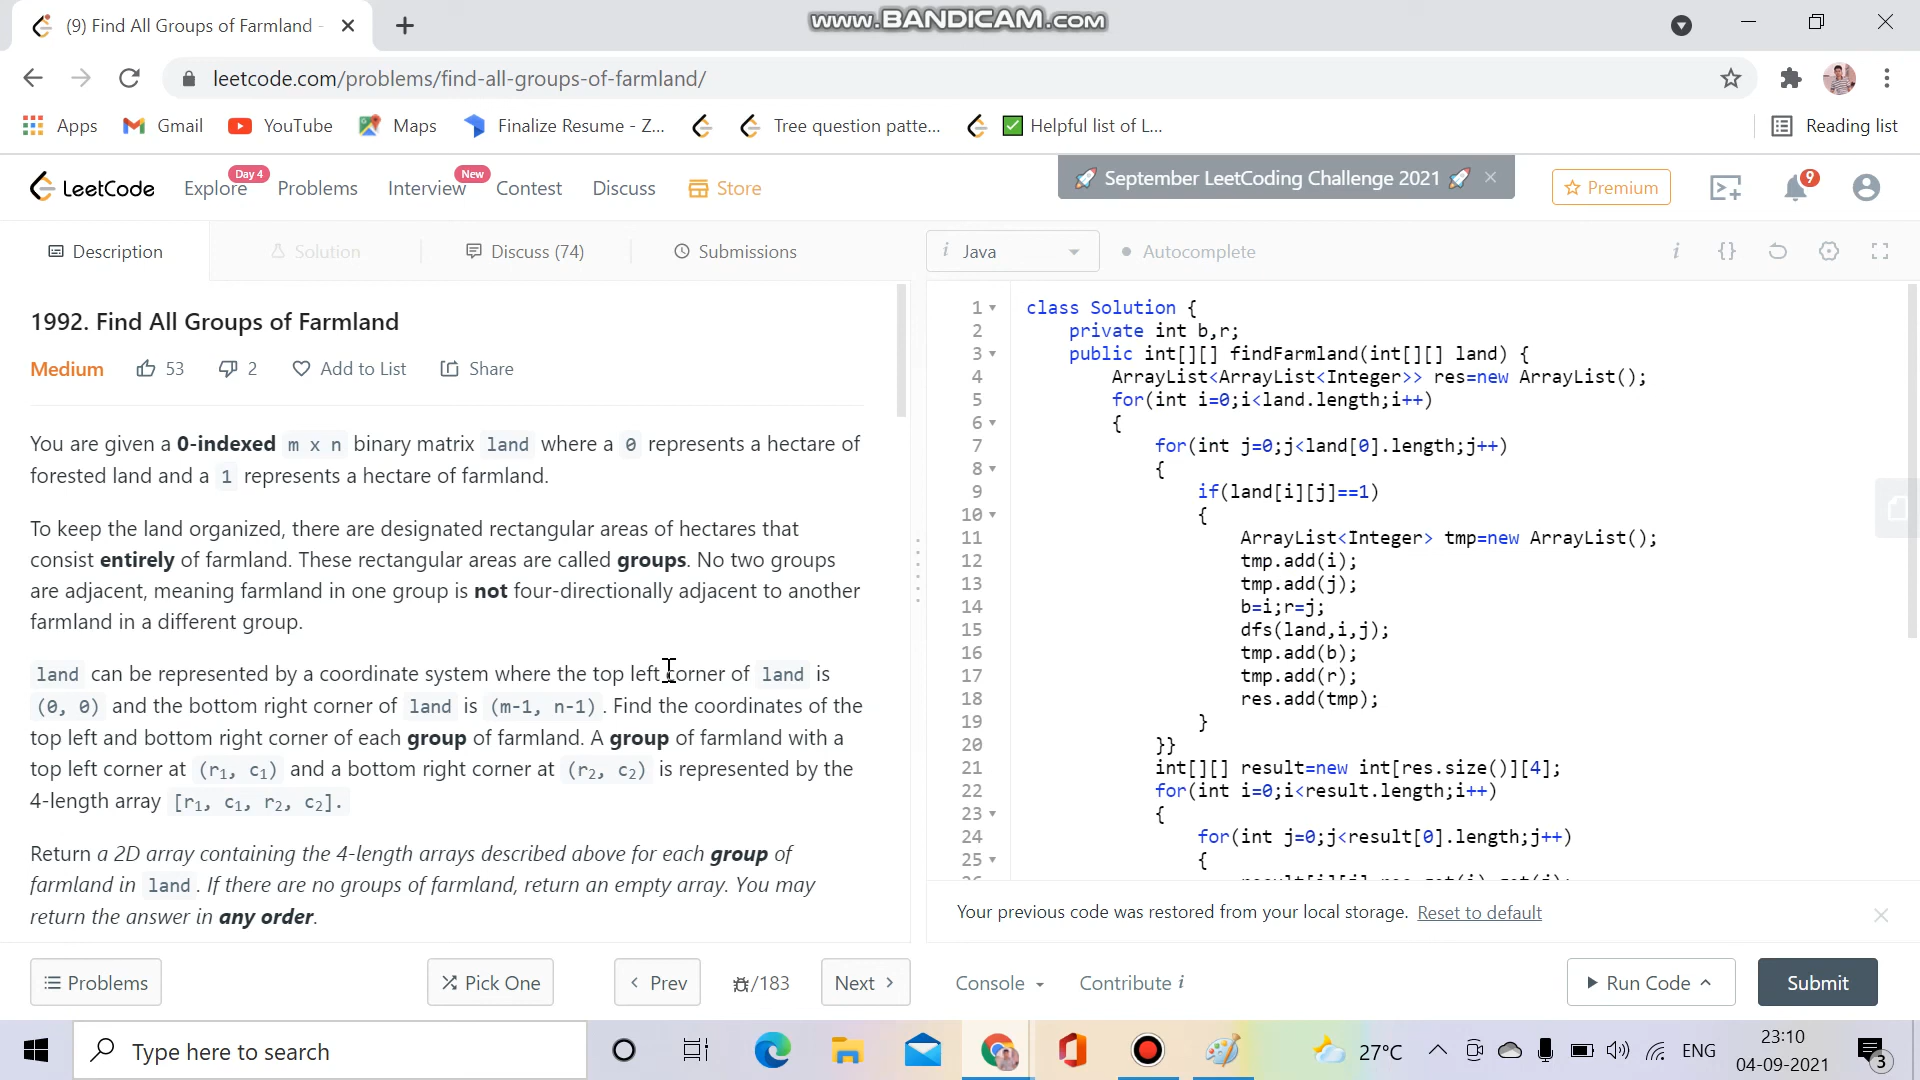 (9) Find All Groups of Farmland -
www.BANDICAM.com
leetcode.com/problems/find-all-groups-of-farmland/
Apps
Gmail
YouTube
Maps
Finalize Resume - Z...
Tree question patte...
Helpful list of L...
Reading list
LeetCode
Explore
Day 4
Problems
Interview
New
Contest
Discuss
Store
September LeetCoding Challenge 2021
Premium
9
Description
Solution
Discuss (74)
Submissions
i Java
Autocomplete
i {}
1992. Find All Groups of Farmland
Medium
53
2
Add to List
Share
You are given a 0-indexed m x n binary matrix land where a 0 represents a hectare of
forested land and a 1 represents a hectare of farmland.
To keep the land organized, there are designated rectangular areas of hectares that
consist entirely of farmland. These rectangular areas are called groups. No two groups
are adjacent, meaning farmland in one group is not four-directionally adjacent to another
farmland in a different group.
land can be represented by a coordinate system where the top left corner of land is
(0, 0) and the bottom right corner of land is (m-1, n-1). Find the coordinates of the
top left and bottom right corner of each group of farmland. A group of farmland with a
top left corner at (r₁, c₁) and a bottom right corner at (r₂, c₂) is represented by the
4-length array [r₁, c₁, r₂, c₂].
Return a 2D array containing the 4-length arrays described above for each group of
farmland in land. If there are no groups of farmland, return an empty array. You may
return the answer in any order.
1 class Solution {
2 private int b,r;
3 public int[][] findFarmland(int[][] land) {
4 ArrayList<ArrayList<Integer>> res=new ArrayList();
5 for(int i=0;i<land.length;i++)
6 {
7 for(int j=0;j<land[0].length;j++)
8 {
9 if(land[i][j]==1)
10 {
11 ArrayList<Integer> tmp=new ArrayList();
12 tmp.add(i);
13 tmp.add(j);
14 b=i;r=j;
15 dfs(land,i,j);
16 tmp.add(b);
17 tmp.add(r);
18 res.add(tmp);
19 }
20 }}
21 int[][] result=new int[res.size()][4];
22 for(int i=0;i<result.length;i++)
23 {
24 for(int j=0;j<result[0].length;j++)
25 {
Your previous code was restored from your local storage. Reset to default
Problems
Pick One
Prev
/183
Next
Console
Contribute i
Run Code
Submit
Type here to search
27°C
ENG
23:10
04-09-2021
3